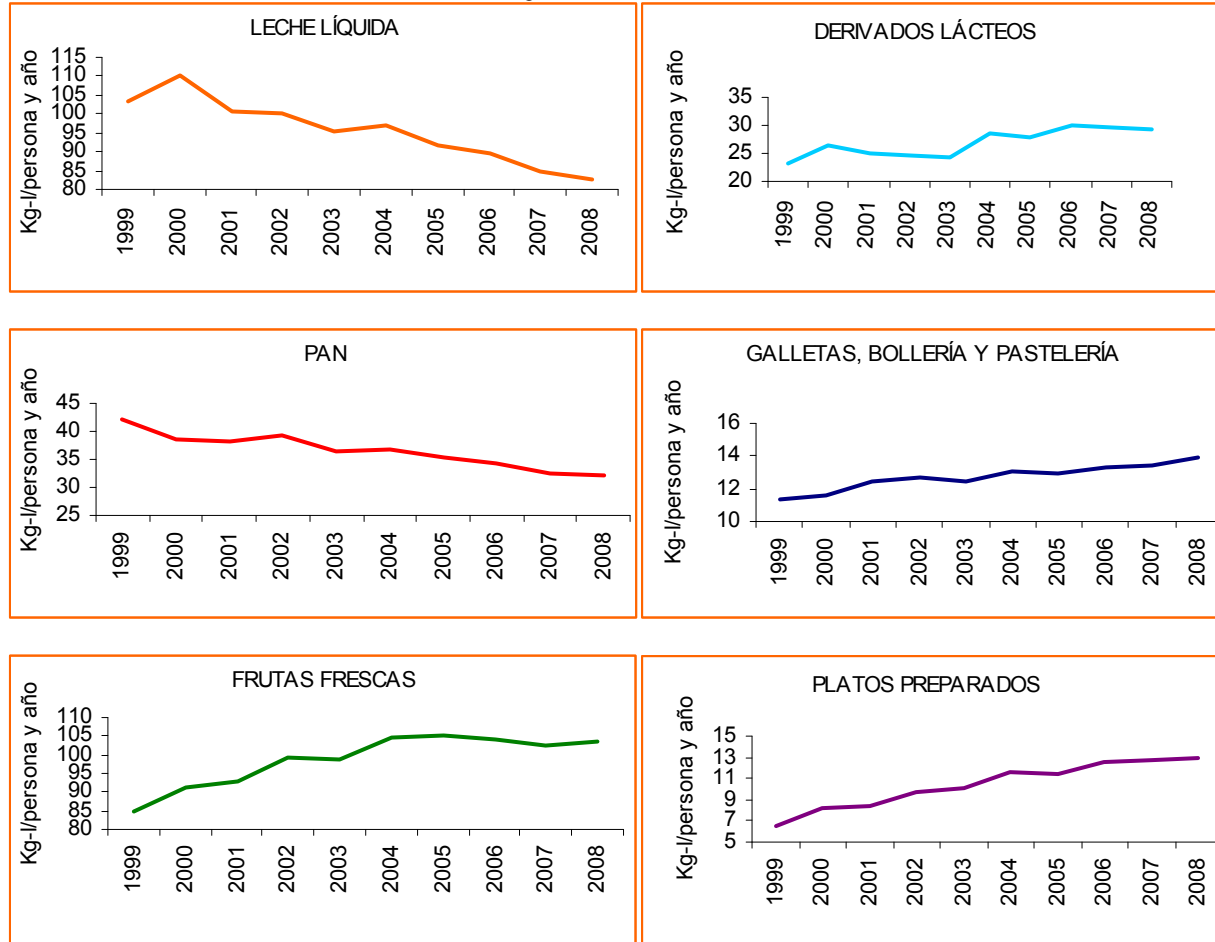 LECHE LÍQUIDA
Kg-l/persona y año
115
110
105
100
95
90
85
80
1999 2000 2001 2002 2003 2004 2005 2006 2007 2008
DERIVADOS LÁCTEOS
Kg-l/persona y año
35
30
25
20
1999 2000 2001 2002 2003 2004 2005 2006 2007 2008
PAN
Kg-l/persona y año
45
40
35
30
25
1999 2000 2001 2002 2003 2004 2005 2006 2007 2008
GALLETAS, BOLLERÍA Y PASTELERÍA
Kg-l/persona y año
16
14
12
10
1999 2000 2001 2002 2003 2004 2005 2006 2007 2008
FRUTAS FRESCAS
Kg-l/persona y año
110
105
100
95
90
85
80
1999 2000 2001 2002 2003 2004 2005 2006 2007 2008
PLATOS PREPARADOS
Kg-l/persona y año
15
13
11
9
7
5
1999 2000 2001 2002 2003 2004 2005 2006 2007 2008